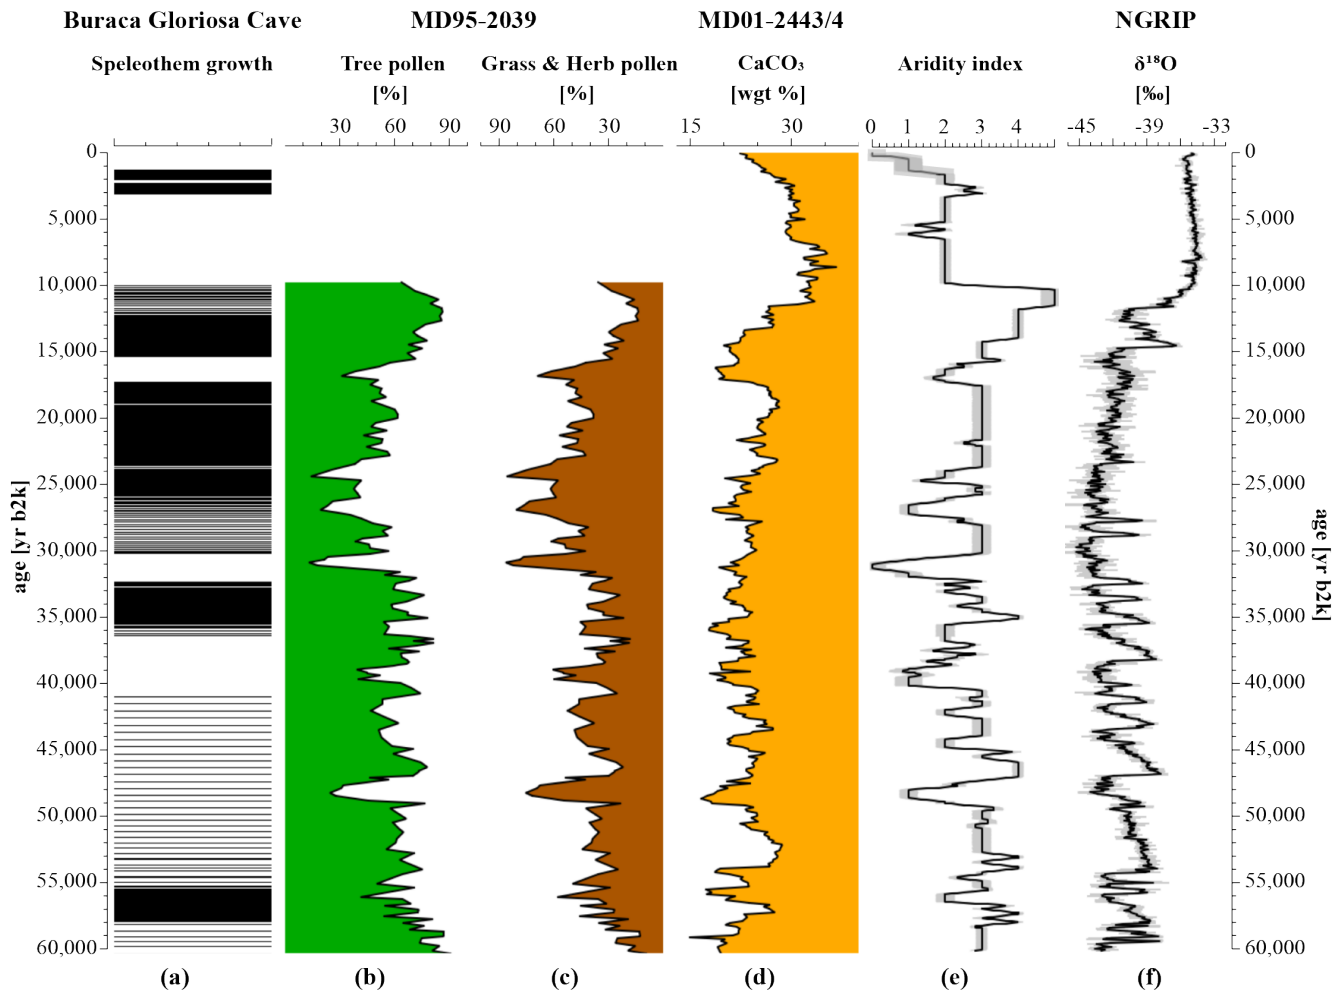 Buraca Gloriosa Cave MD95-2039 MD01-2443/4 NGRIP
Speleothem growth Tree pollen Grass & Herb pollen CaCO₃ Aridity index δ¹⁸O
[%] [%] [wgt %] [‰]
30 60 90 90 60 30 15 30 0 1 2 3 4 -45 -39 -33
0 0
5,000 5,000
10,000 10,000
15,000 15,000
20,000 20,000
25,000 25,000
30,000 30,000
35,000 35,000
40,000 40,000
45,000 45,000
50,000 50,000
55,000 55,000
60,000 60,000
age [yr b2k] age [yr b2k]
(a) (b) (c) (d) (e) (f)